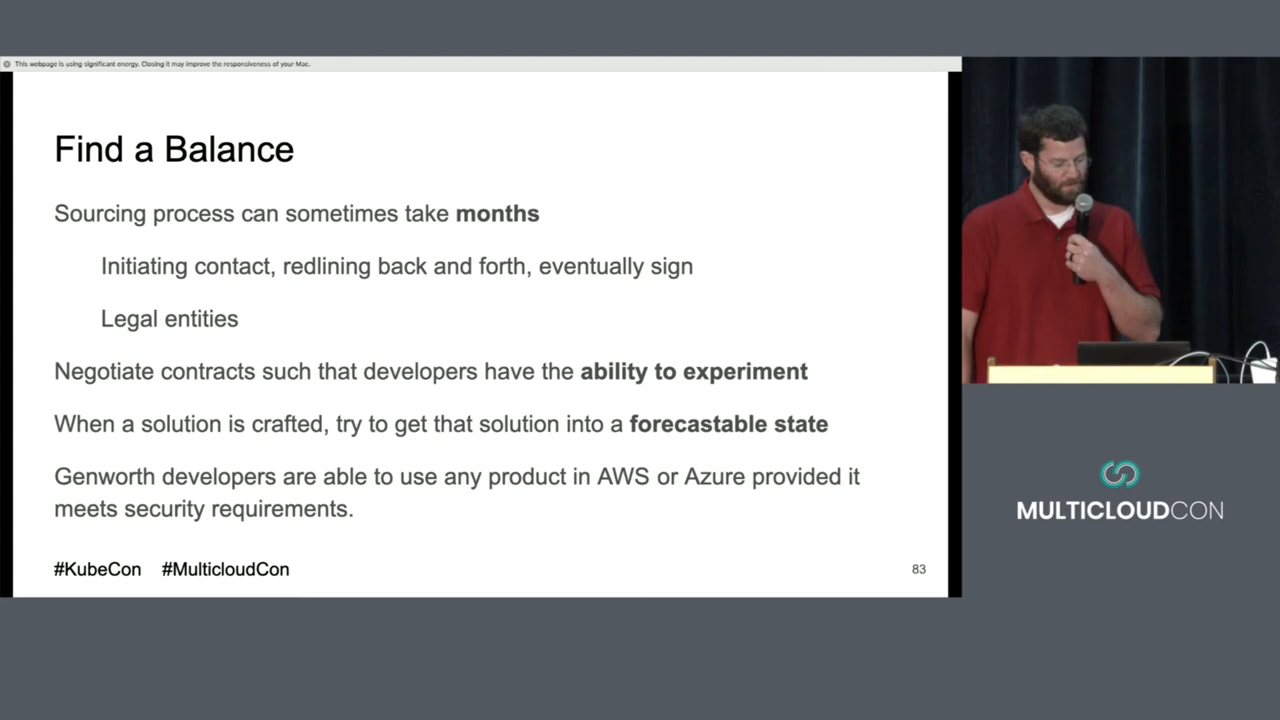 This webpage is using significant energy. Closing it may improve the responsiveness of your Mac.
Find a Balance
Sourcing process can sometimes take months
Initiating contact, redlining back and forth, eventually sign
Legal entities
Negotiate contracts such that developers have the ability to experiment
When a solution is crafted, try to get that solution into a forecastable state
Genworth developers are able to use any product in AWS or Azure provided it
meets security requirements.
#KubeCon #MulticloudCon
83
MULTICLOUDCON